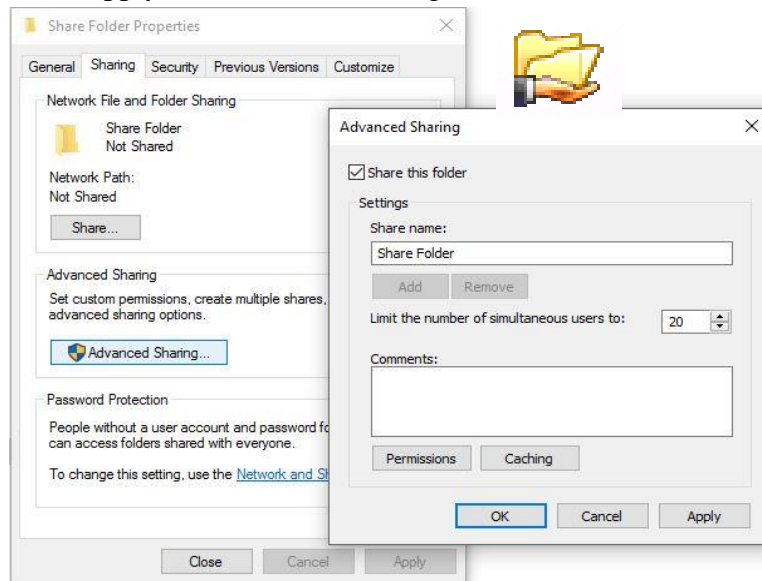 Share Folder Properties
General Sharing Security Previous Versions Customize
Network File and Folder Sharing
Share Folder
Not Shared
Network Path:
Not Shared
Share...
Advanced Sharing
Set custom permissions, create multiple shares,
advanced sharing options.
Advanced Sharing...
Password Protection
People without a user account and password
can access folders shared with everyone.
To change this setting, use the Network and
Close Cancel Apply
Advanced Sharing
Share this folder
Settings
Share name:
Share Folder
Add Remove
Limit the number of simultaneous users to: 20
Comments:
Permissions Caching
OK Cancel Apply